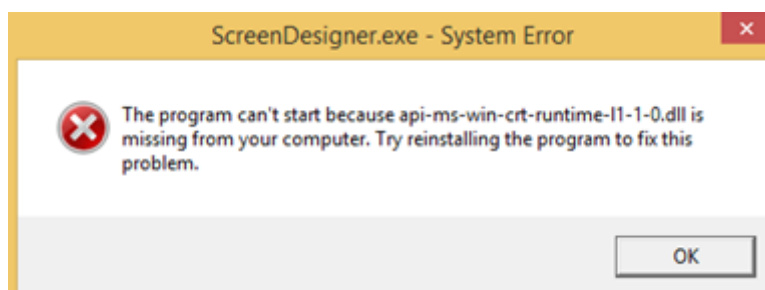 ScreenDesigner.exe - System Error
The program can't start because api-ms-win-crt-runtime-l1-1-0.dll is
missing from your computer. Try reinstalling the program to fix this
problem.
OK